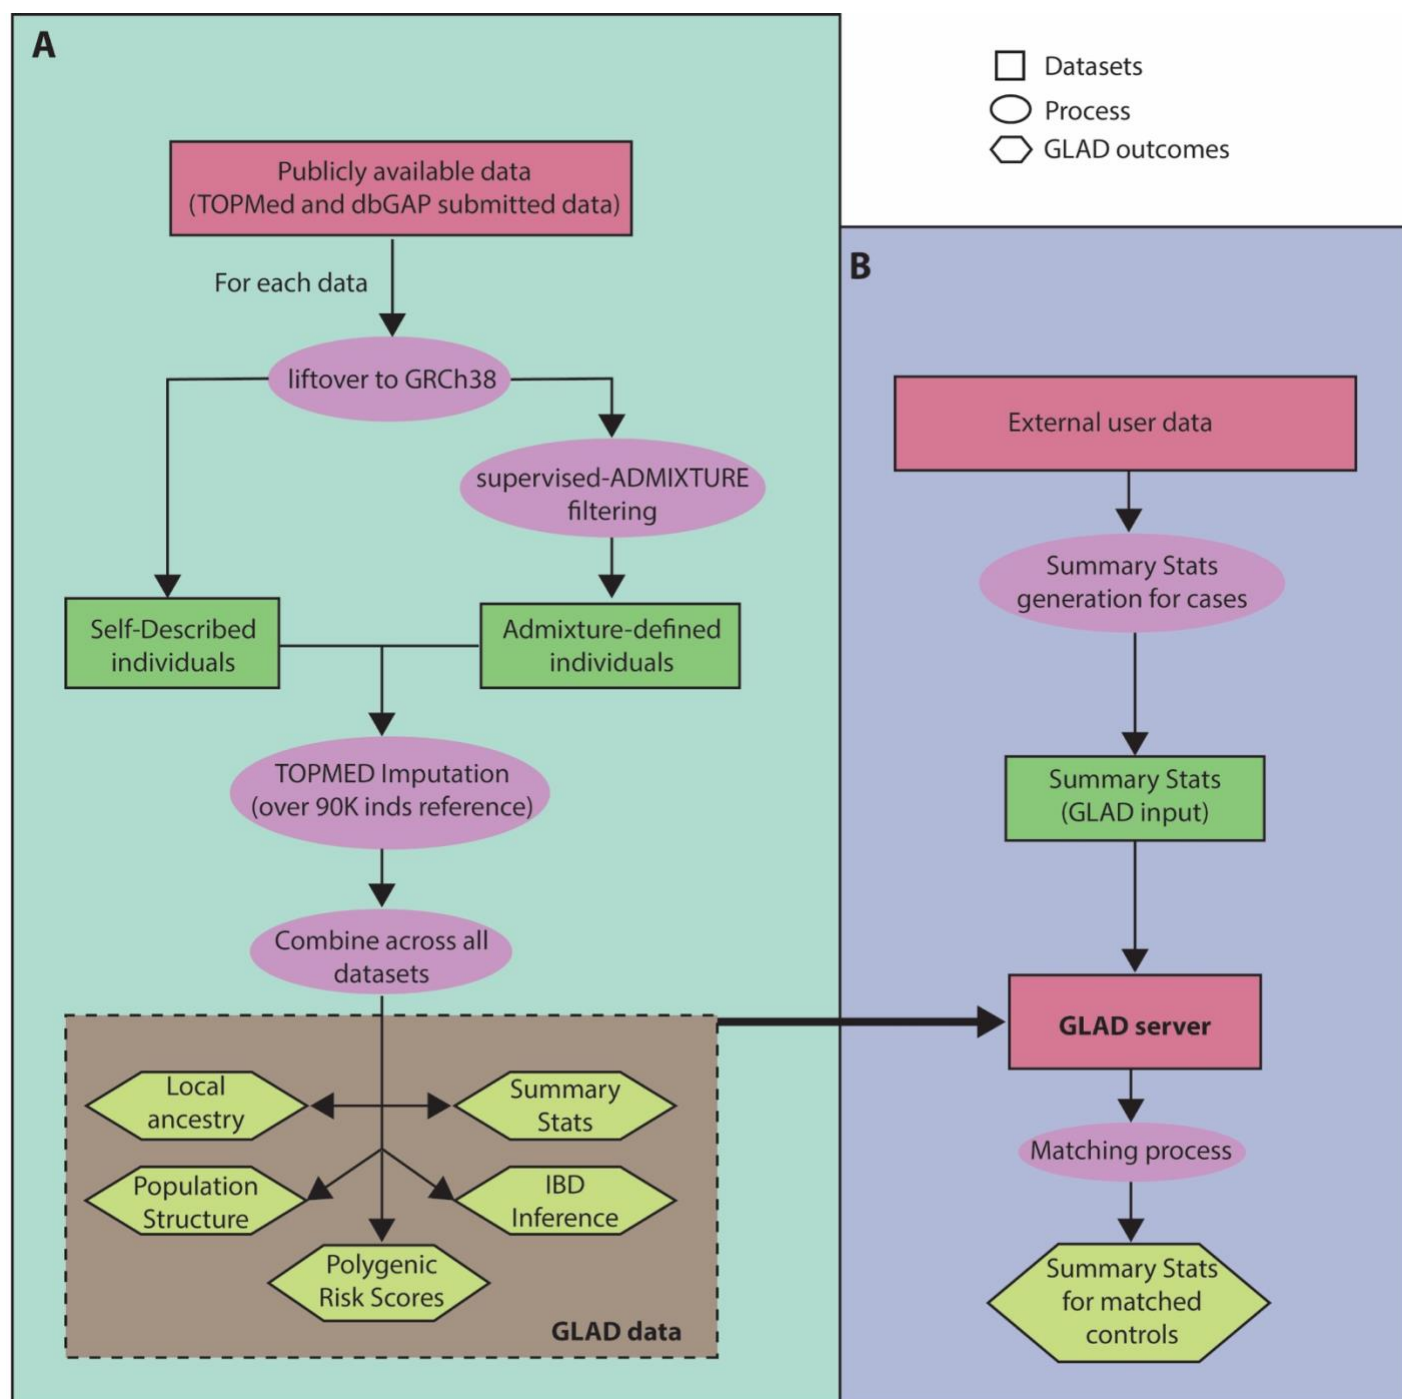 A
Datasets
Process
GLAD outcomes
Publicly available data
(TOPMed and dbGAP submitted data)
For each data
liftover to GRCh38
supervised-ADMIXTURE
filtering
Self-Described
individuals
Admixture-defined
individuals
TOPMED Imputation
(over 90K inds reference)
Combine across all
datasets
Local
ancestry
Summary
Stats
Population
Structure
IBD
Inference
Polygenic
Risk Scores
GLAD data
B
External user data
Summary Stats
generation for cases
Summary Stats
(GLAD input)
GLAD server
Matching process
Summary Stats
for matched
controls